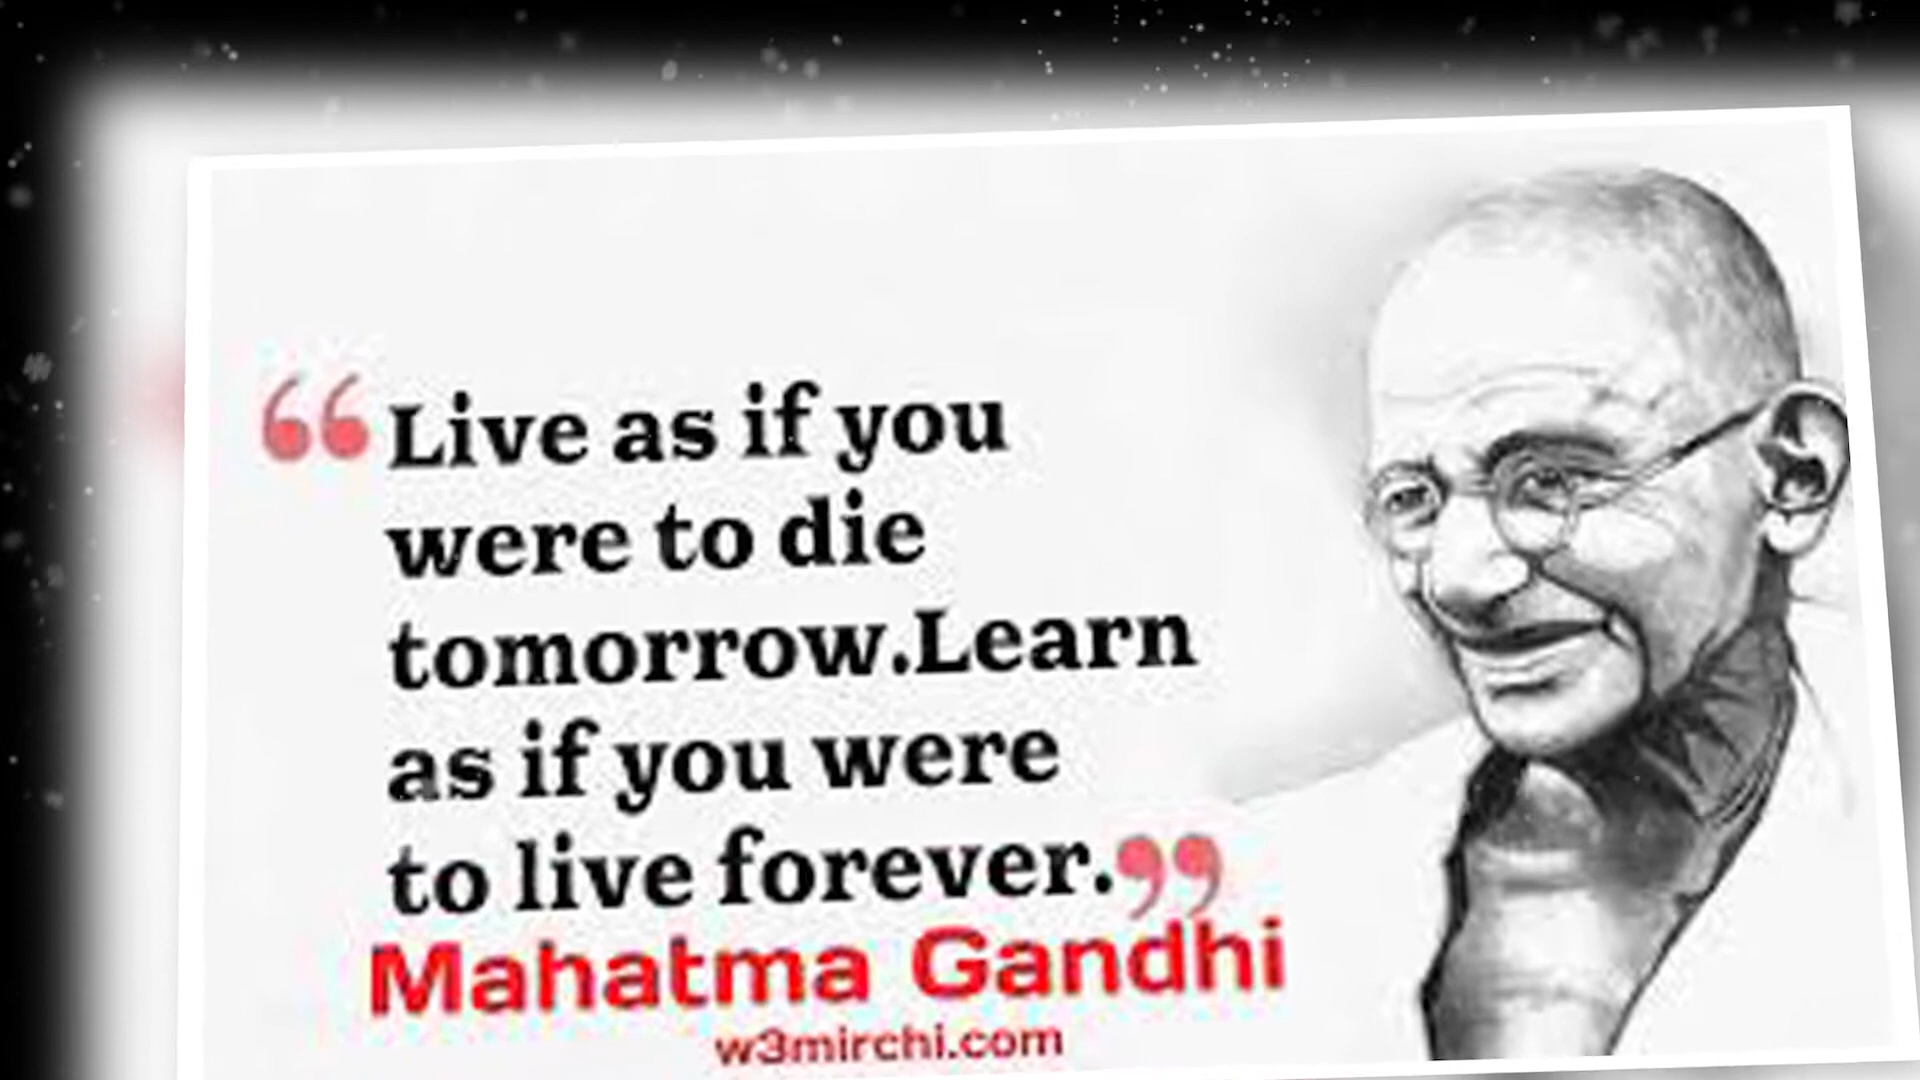 “Live as if you
were to die
tomorrow.Learn
as if you were
to live forever.”
Mahatma Gandhi
w3mirchi.com